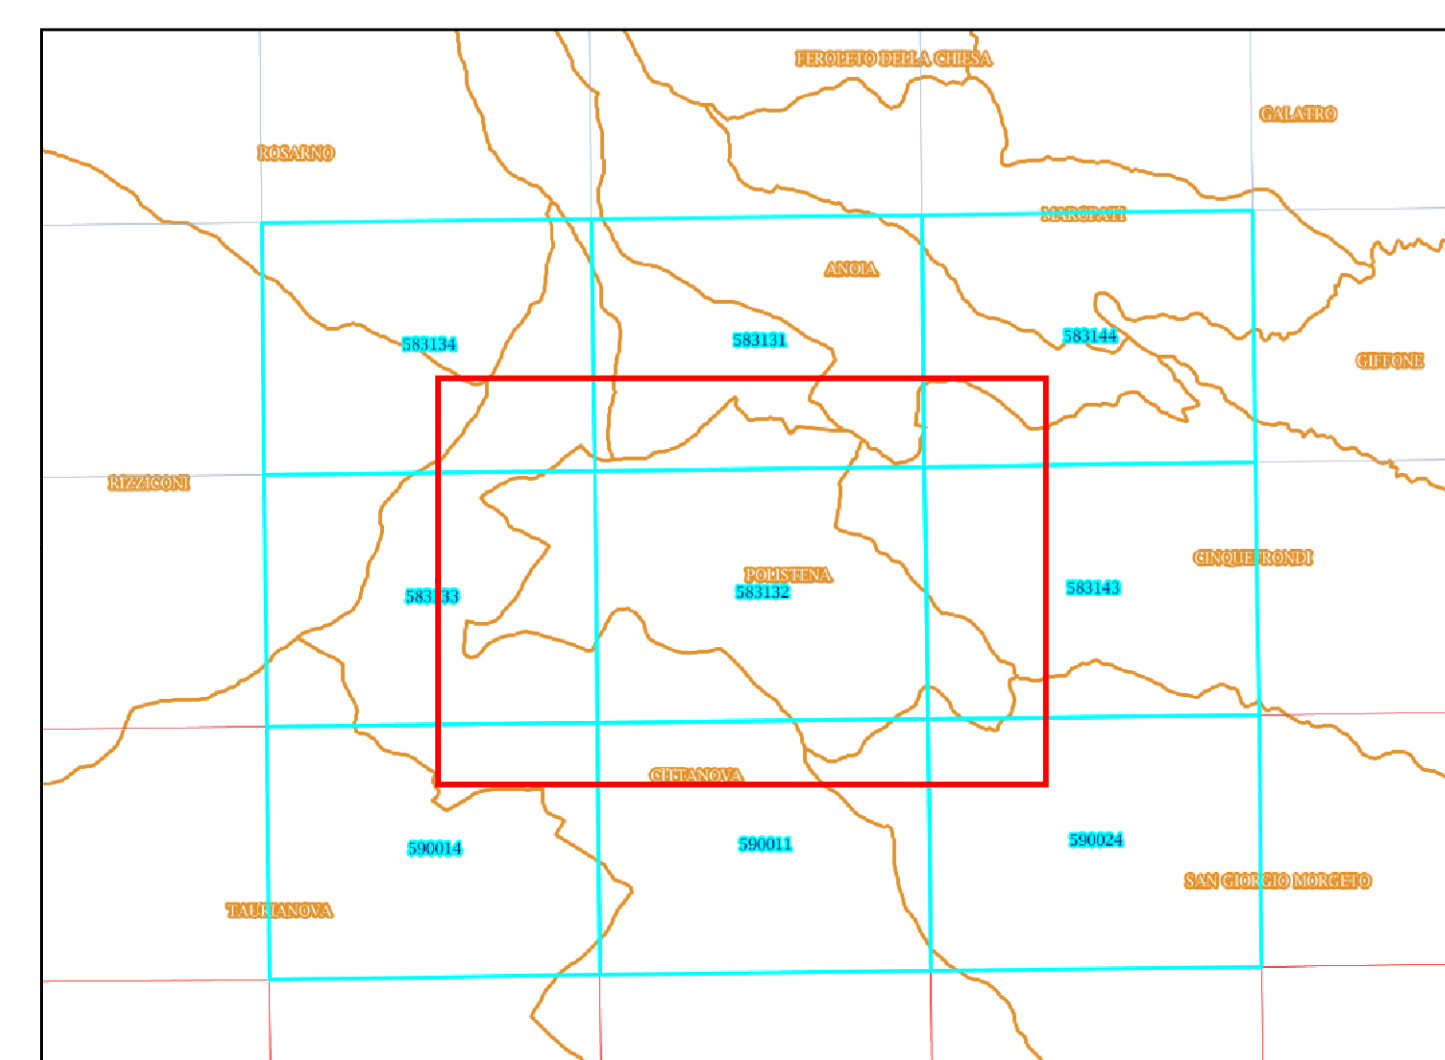 FEROLETO DELLA CHIESA
GALATRO
ROSARNO
MAROPATI
ANOIA
583134
583131
583144
GIFFONE
RIZZICONI
CINQUEFRONDI
POLISTENA
583133
583132
583143
CITTANOVA
590014
590011
590024
TAURIANOVA
SAN GIORGIO MORGETO